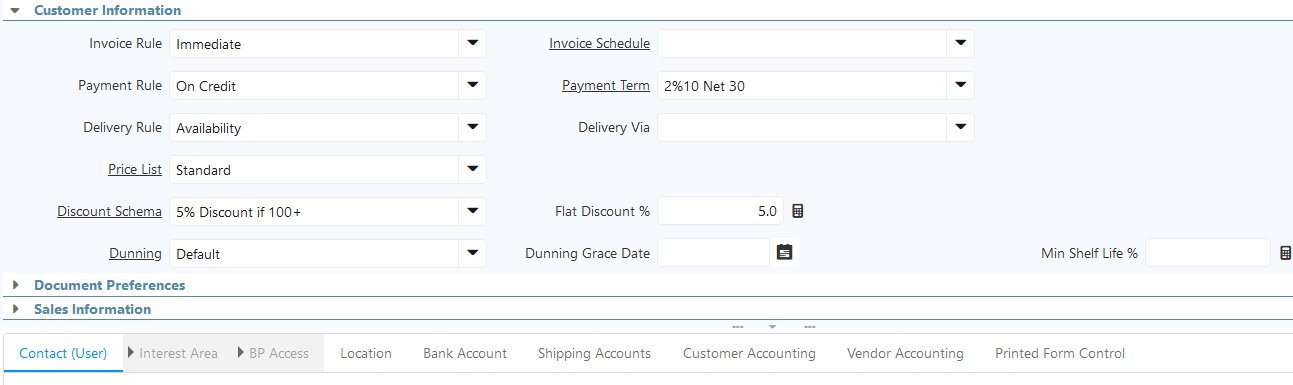 Customer Information
Invoice Rule Immediate Invoice Schedule
Payment Rule On Credit Payment Term 2%10 Net 30
Delivery Rule Availability Delivery Via
Price List Standard
Discount Schema 5% Discount if 100+ Flat Discount % 5.0
Dunning Default Dunning Grace Date Min Shelf Life %
Document Preferences
Sales Information
Contact (User) Interest Area BP Access Location Bank Account Shipping Accounts Customer Accounting Vendor Accounting Printed Form Control